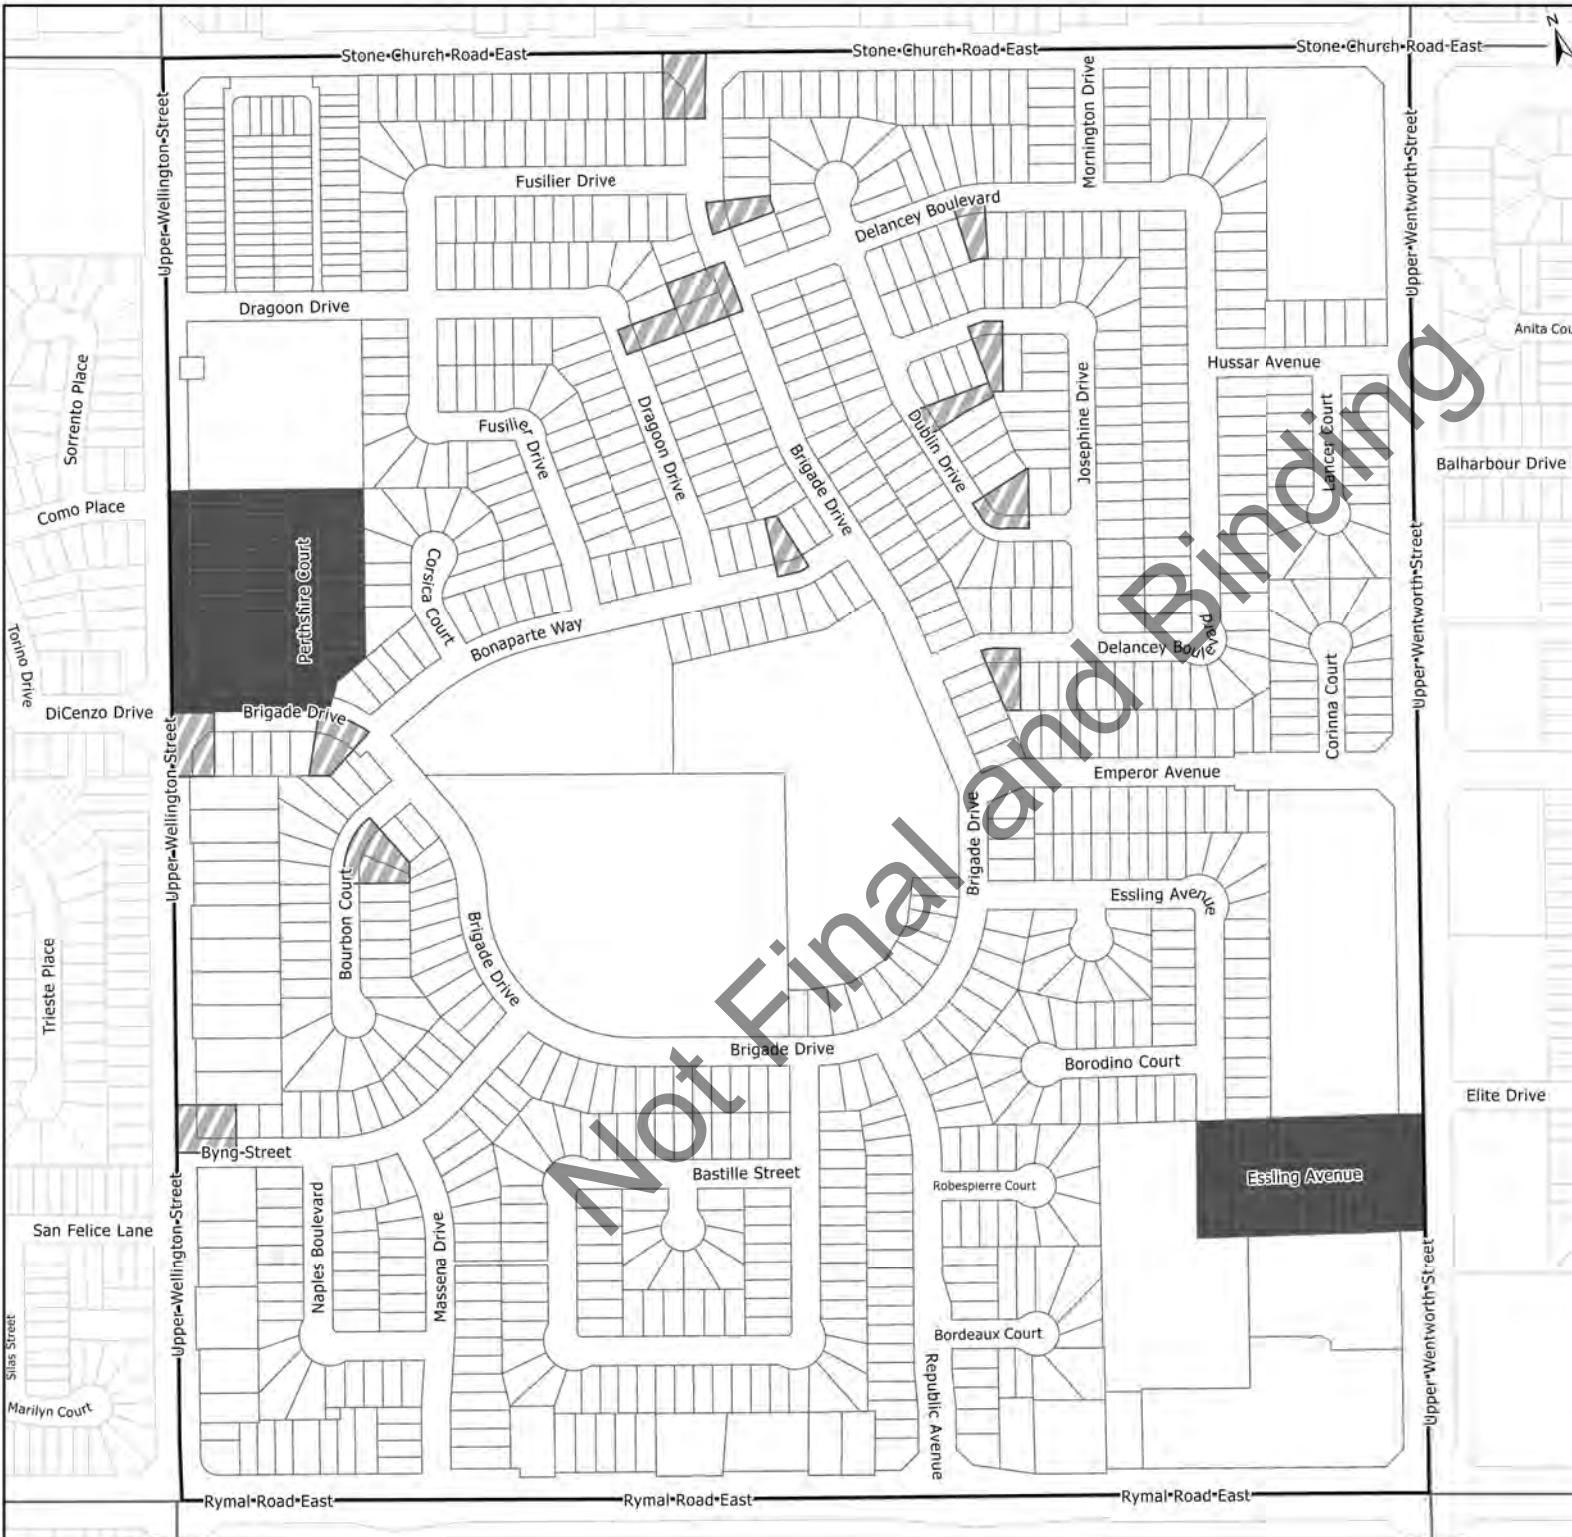 N
Stone Church Road East
Stone Church Road East
Stone Church Road East
Upper Wellington Street
Mornington Drive
Upper Wentworth Street
Fusilier Drive
Delancey Boulevard
Dragoon Drive
Anita Cou
Sorrento Place
Hussar Avenue
Fusilier Drive
Dragoon Drive
Josephine Drive
Dublin Drive
Lancer Court
Brigade Drive
Balharbour Drive
Como Place
Perthshire Court
Corsica Court
Upper Wentworth Street
Bonaparte Way
Torino Drive
Delancey Boulevard
Corinna Court
DiCenzo Drive
Brigade Drive
Upper Wellington Street
Emperor Avenue
Brigade Drive
Bourbon Court
Essling Avenue
Brigade Drive
Trieste Place
Brigade Drive
Borodino Court
Elite Drive
Byng Street
Bastille Street
Robespierre Court
Essling Avenue
San Felice Lane
Upper Wellington Street
Naples Boulevard
Massena Drive
Silas Street
Bordeaux Court
Upper Wentworth Street
Republic Avenue
Marilyn Court
Rymal Road East
Rymal Road East
Rymal Road East
Not Final and Binding